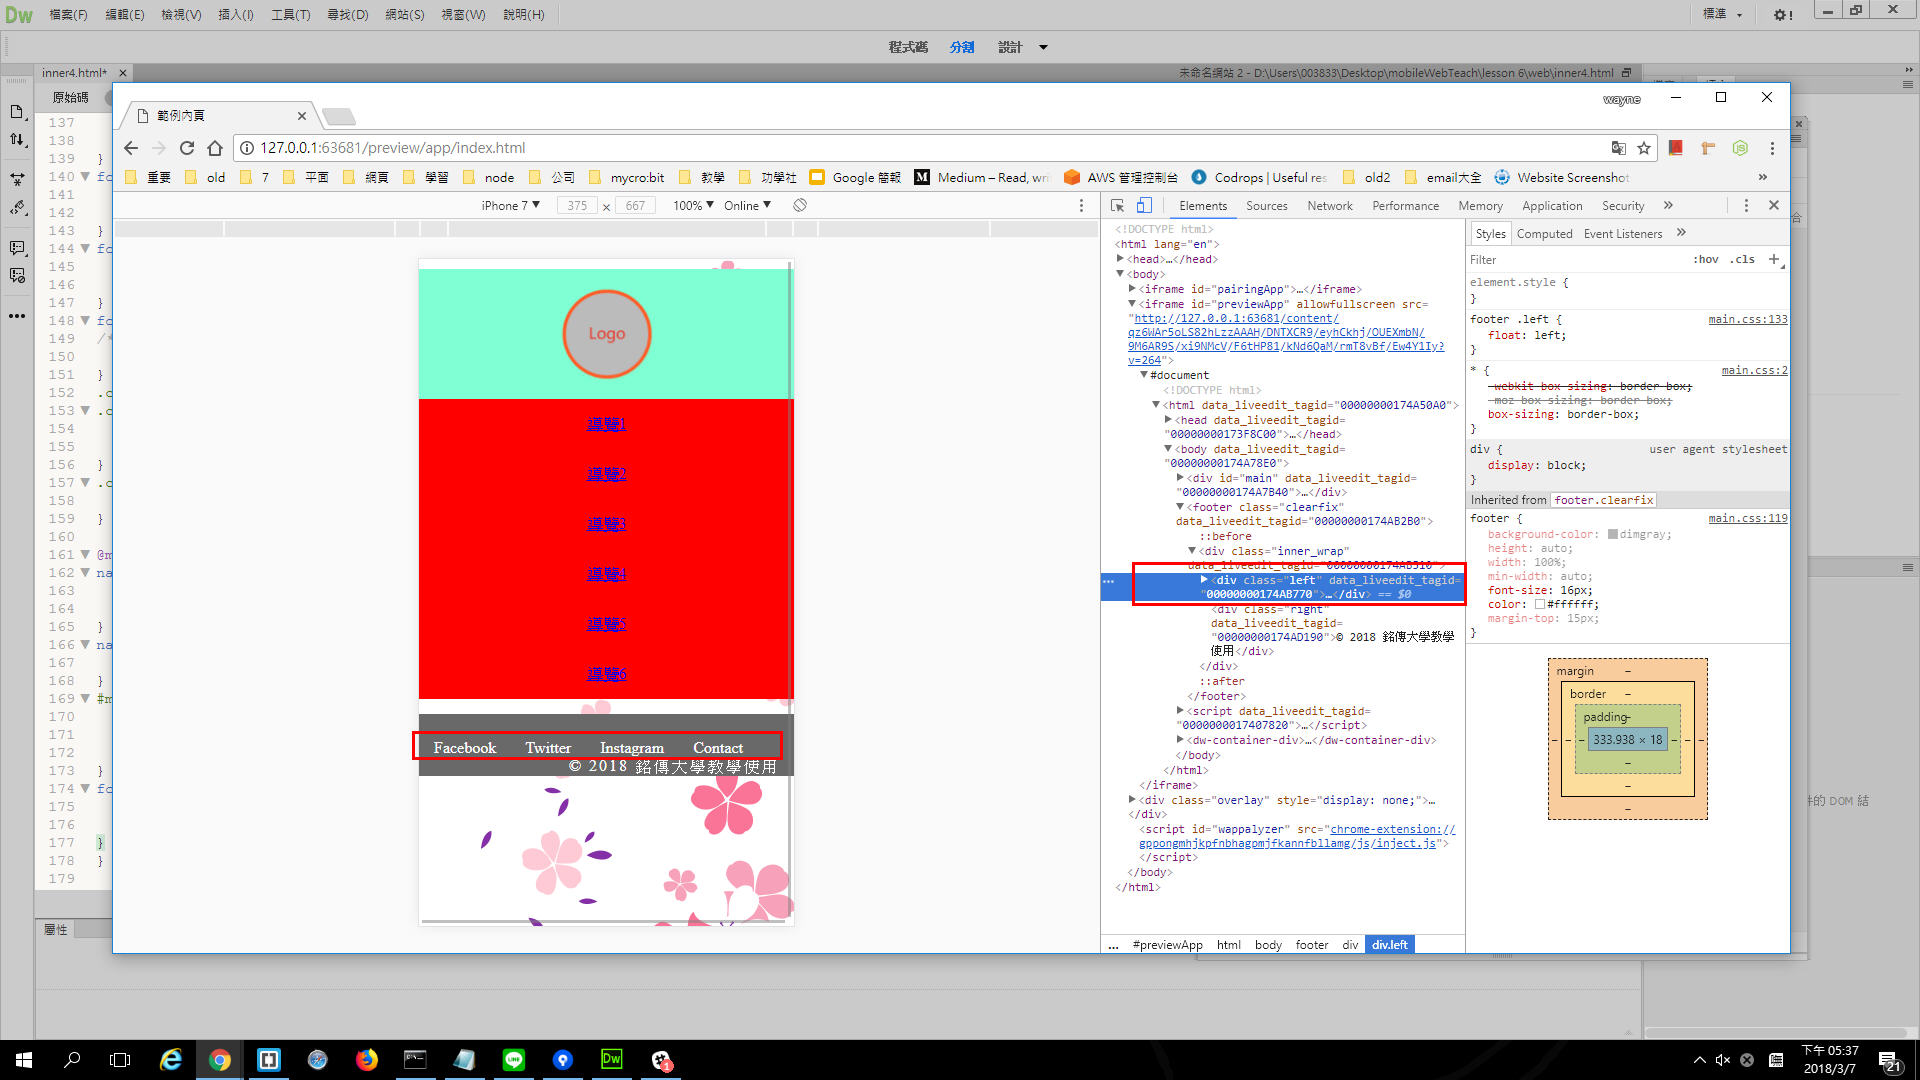 Dw 檔案(F) 編輯(E) 檢視(V) 插入(I) 工具(T) 尋找(D) 網站(S) 視窗(W) 說明(H) 標準
程式碼 分割 設計
inner4.html* 未命名網站 2 - D:\Users\003833\Desktop\mobileWebTeach\lesson 6\web\inner4.html
原始碼
137
138
139 }
140 fc
141
142
143 }
144 fc
145
146
147 }
148 fc
149
150
151 }
152 .c
153 .c
154
155
156 }
157 .c
158
159 }
160
161 @m
162 na
163
164
165 }
166 na
167
168 }
169 #m
170
171
172
173 }
174 fc
175
176
177 }
178 }
179
屬性
wayne
範例內頁
127.0.0.1:63681/preview/app/index.html
重要 old 7 平面 網頁 學習 node 公司 mycro:bit 教學 功學社 Google 簡報 Medium – Read, wri AWS 管理控制台 Codrops | Useful res old2 email大全 Website Screenshot »
iPhone 7 375 x 667 100% Online
Logo
導覽1
導覽2
導覽3
導覽4
導覽5
導覽6
Facebook Twitter Instagram Contact
© 2018 銘傳大學教學使用
Elements Sources Network Performance Memory Application Security »
<!DOCTYPE html>
<html lang="en">
<head>…</head>
<body>
<iframe id="pairingApp">…</iframe>
<iframe id="previewApp" allowfullscreen src=
"http://127.0.0.1:63681/content/
qz6WAr5oLS82hLzzAAAH/DNTXCR9/eyhCkhj/OUEXmbN/
9M6AR9S/xi9NMcV/F6tHP81/kNd6QaM/rmT8vBf/Ew4Y1Iy?
v=264">
#document
<!DOCTYPE html>
<html data_liveedit_tagid="00000000174A50A0">
<head data_liveedit_tagid=
"00000000173F8C00">…</head>
<body data_liveedit_tagid=
"00000000174A78E0">
<div id="main" data_liveedit_tagid=
"00000000174A7B40">…</div>
<footer class="clearfix"
data_liveedit_tagid="00000000174AB2B0">
::before
<div class="inner_wrap"
data_liveedit_tagid="00000000174AB510">
<div class="left" data_liveedit_tagid=
"00000000174AB770">…</div> == $0
<div class="right"
data_liveedit_tagid=
"00000000174AD190">© 2018 銘傳大學教學
使用</div>
</div>
::after
</footer>
<script data_liveedit_tagid=
"0000000017407820">…</script>
<dw-container-div>…</dw-container-div>
</body>
</html>
</iframe>
<div class="overlay" style="display: none;">…
</div>
<script id="wappalyzer" src="chrome-extension://
gppongmhjkpfnbhagpmjfkannfbllamg/js/inject.js">
</script>
</body>
</html>
... #previewApp html body footer div div.left
Styles Computed Event Listeners »
Filter :hov .cls +
element.style {
}
footer .left { main.css:133
float: left;
}
* { main.css:2
-webkit-box-sizing: border-box;
-moz-box-sizing: border-box;
box-sizing: border-box;
}
div { user agent stylesheet
display: block;
}
Inherited from footer.clearfix
footer { main.css:119
background-color: dimgray;
height: auto;
width: 100%;
min-width: auto;
font-size: 16px;
color: #ffffff;
margin-top: 15px;
}
margin –
border –
padding –
333.938 × 18
件的 DOM 結
下午 05:37
2018/3/7
21
1